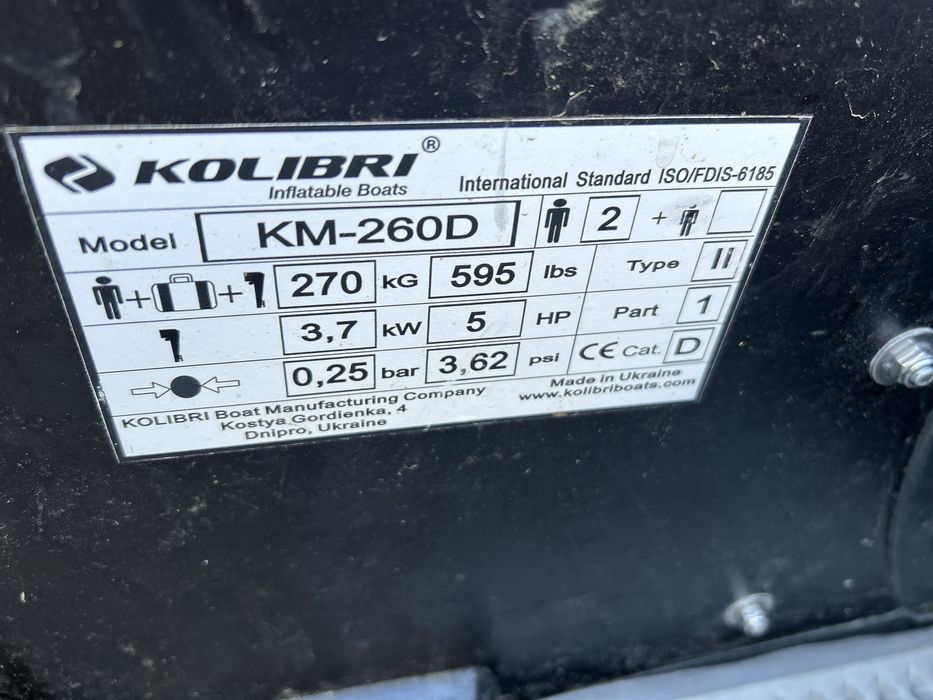 KOLIBRI®
Inflatable Boats
International Standard ISO/FDIS-6185
Model KM-260D 2 +
+ + 270 kG 595 lbs Type II
3,7 kW 5 HP Part 1
0,25 bar 3,62 psi CE Cat. D
KOLIBRI Boat Manufacturing Company
Kostya Gordienka, 4
Dnipro, Ukraine
Made in Ukraine
www.kolibriboats.com